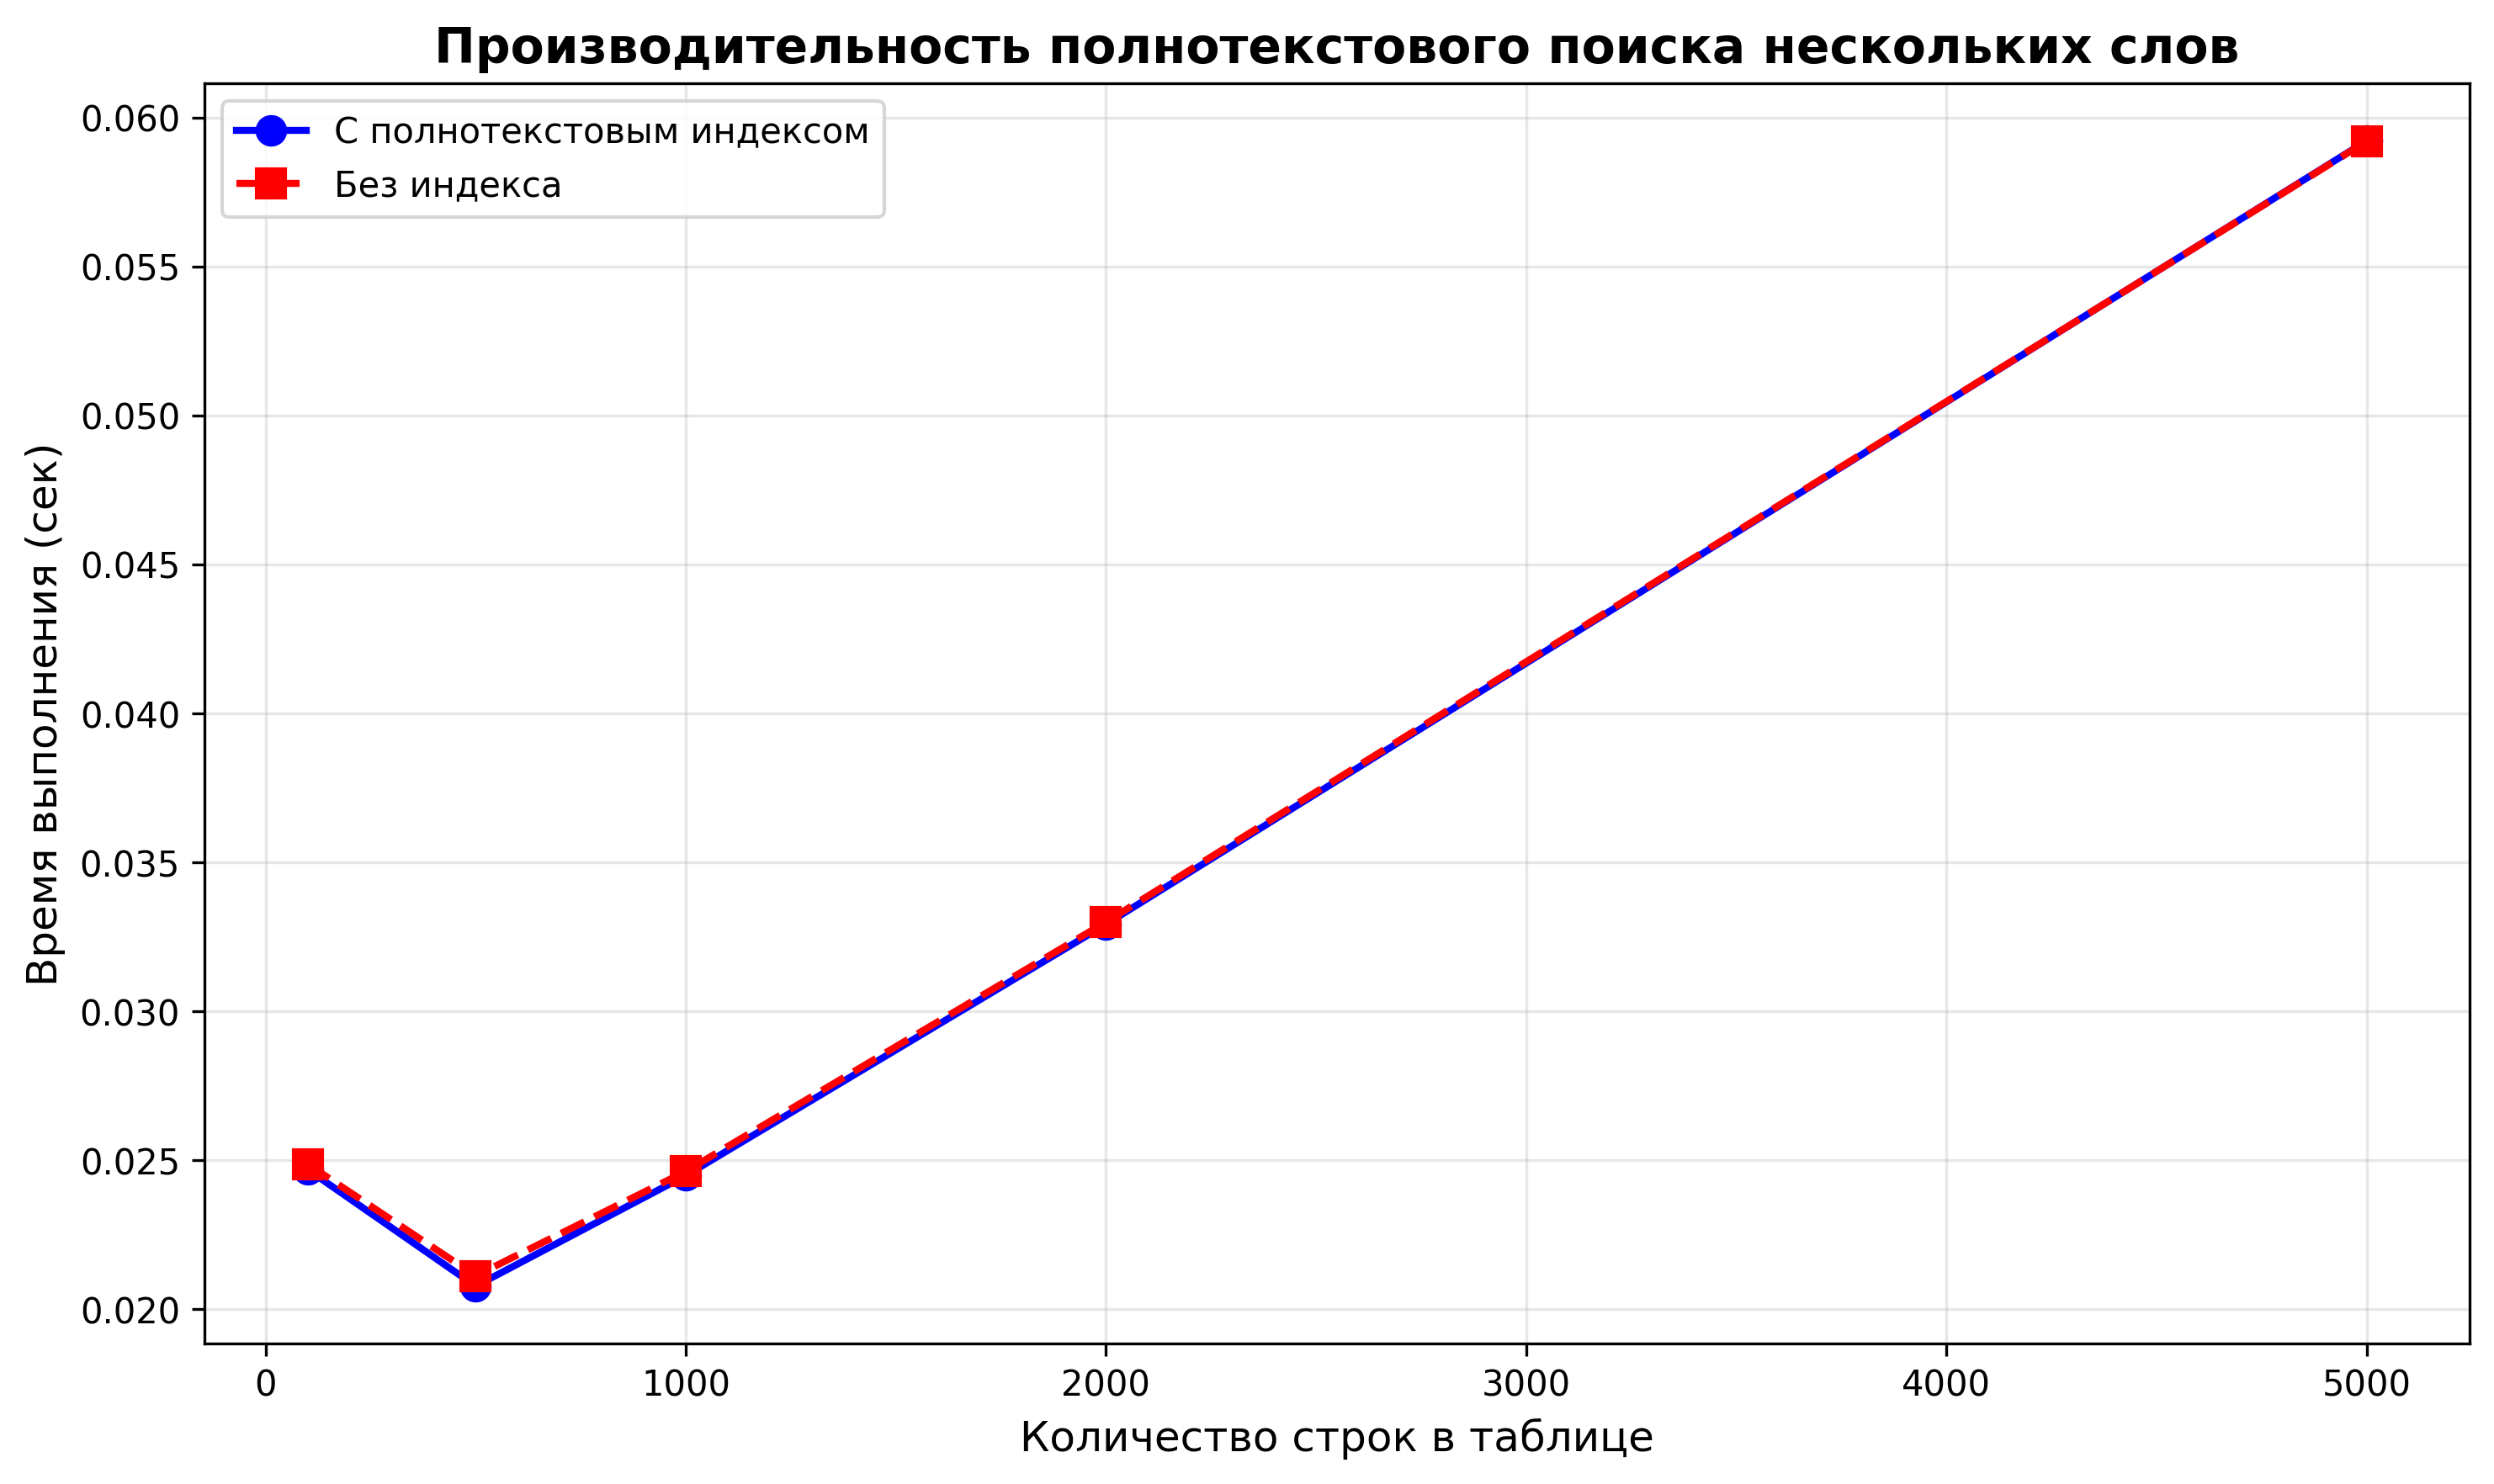 Производительность полнотекстового поиска нескольких слов
С полнотекстовым индексом
Без индекса
Время выполнения (сек)
0.060
0.055
0.050
0.045
0.040
0.035
0.030
0.025
0.020
0 1000 2000 3000 4000 5000
Количество строк в таблице